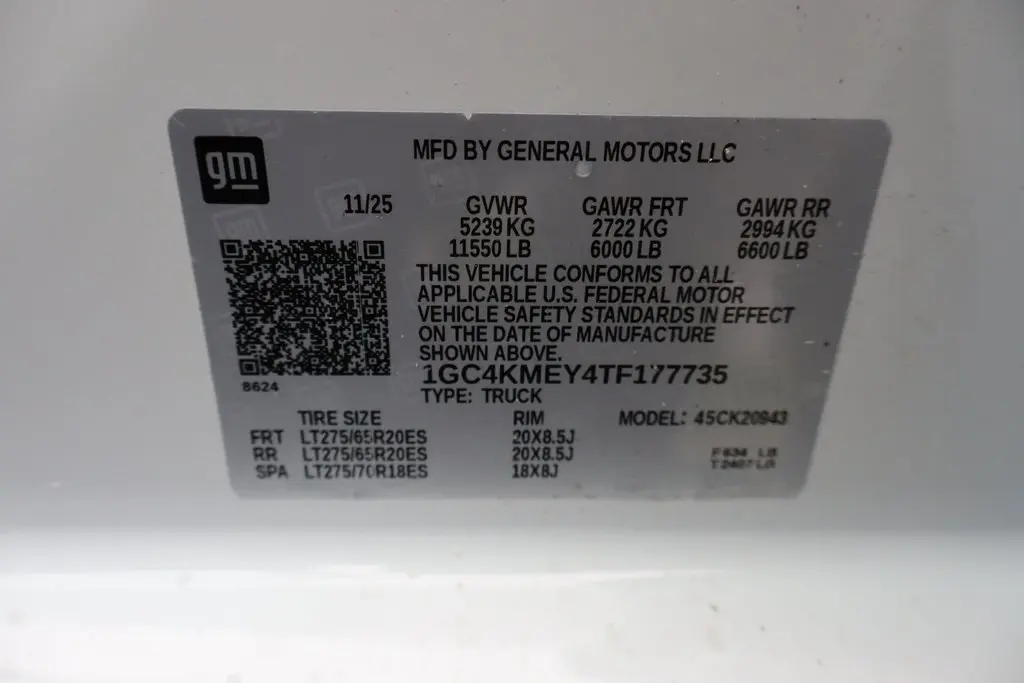 gm
MFD BY GENERAL MOTORS LLC
11/25 GVWR GAWR FRT GAWR RR
5239 KG 2722 KG 2994 KG
11550 LB 6000 LB 6600 LB
THIS VEHICLE CONFORMS TO ALL
APPLICABLE U.S. FEDERAL MOTOR
VEHICLE SAFETY STANDARDS IN EFFECT
ON THE DATE OF MANUFACTURE
SHOWN ABOVE.
8624
1GC4KMEY4TF177735
TYPE: TRUCK
TIRE SIZE RIM MODEL: 4SCK20943
FRT LT275/65R20ES 20X8.5J
RR LT275/65R20ES 20X8.5J
SPA LT275/70R18ES 18X8J
F 634 LB